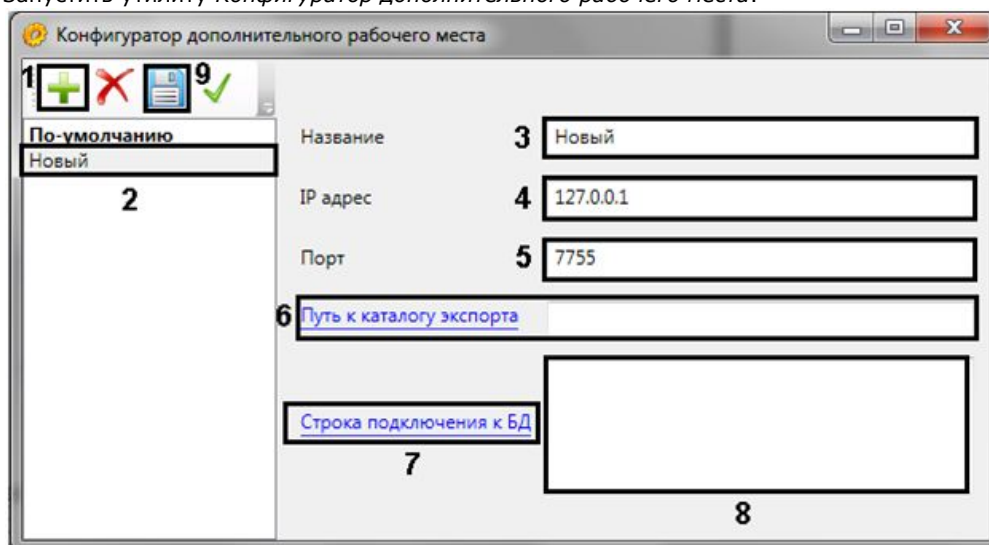 Запустить утилиту Конфигуратор дополнительного рабочего места.
Конфигуратор дополнительного рабочего места
1
9
По-умолчанию
Новый
2
Название
3
Новый
IP адрес
4
127.0.0.1
Порт
5
7755
6
Путь к каталогу экспорта
Строка подключения к БД
7
8